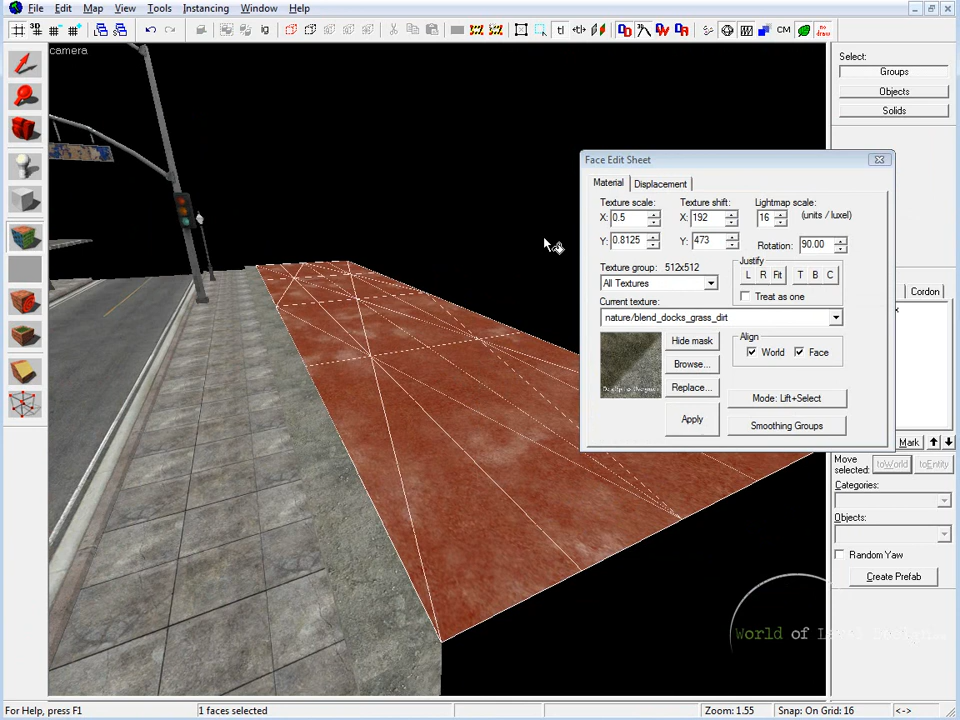 File Edit Map View Tools Instancing Window Help
camera
Select:
Groups
Objects
Solids
Cordon
Face Edit Sheet
Material Displacement
Texture scale: Texture shift: Lightmap scale:
X: 0.5 X: 192 16 (units / luxel)
Y: 0.8125 Y: 473 Rotation: 90.00
Texture group: 512x512 Justify
All Textures L R Fit T B C
Current texture: Treat as one
nature/blend_docks_grass_dirt
Hide mask Align
World Face
Browse...
Replace...
Mode: Lift+Select
Apply
Smoothing Groups
Mark
Move
selected: toWorld toEntity
Categories:
Objects:
Random Yaw
Create Prefab
World of
For Help, press F1 1 faces selected Zoom: 1.55 Snap: On Grid: 16 <->